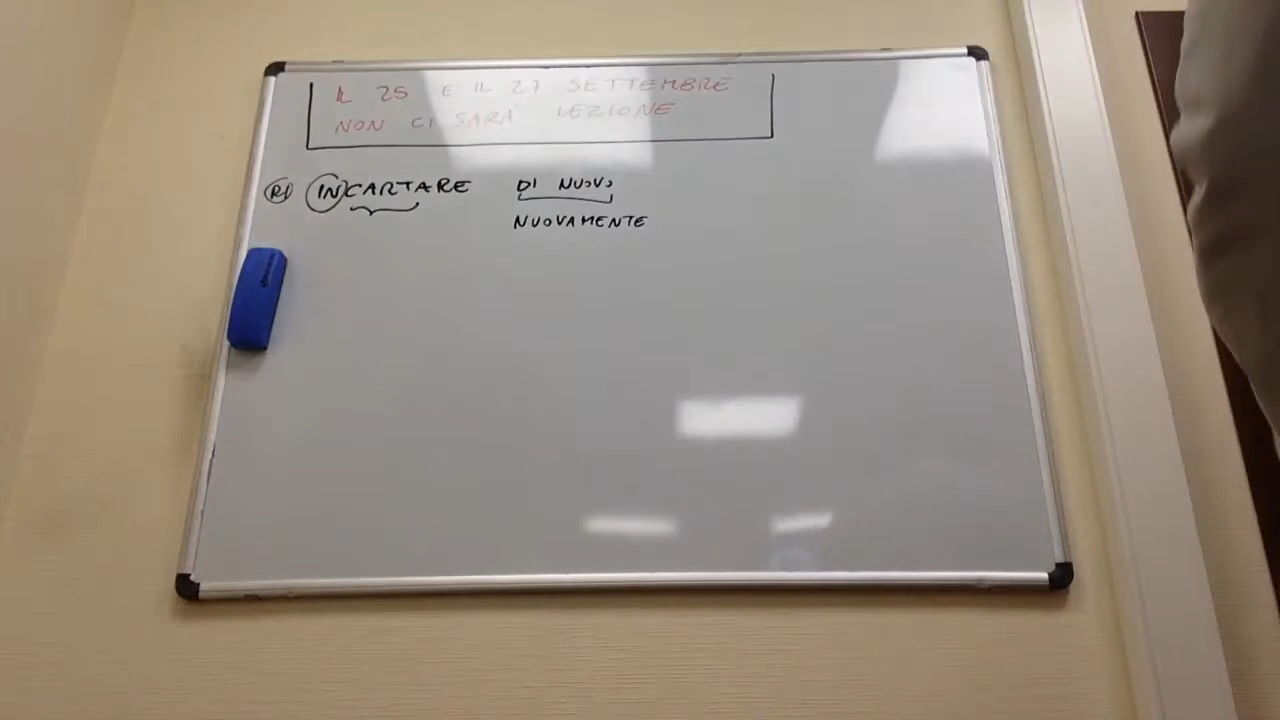 IL 25 E IL 27 SETTEMBRE
NON CI SARÀ LEZIONE
RI INCARTARE DI NUOVO
NUOVAMENTE